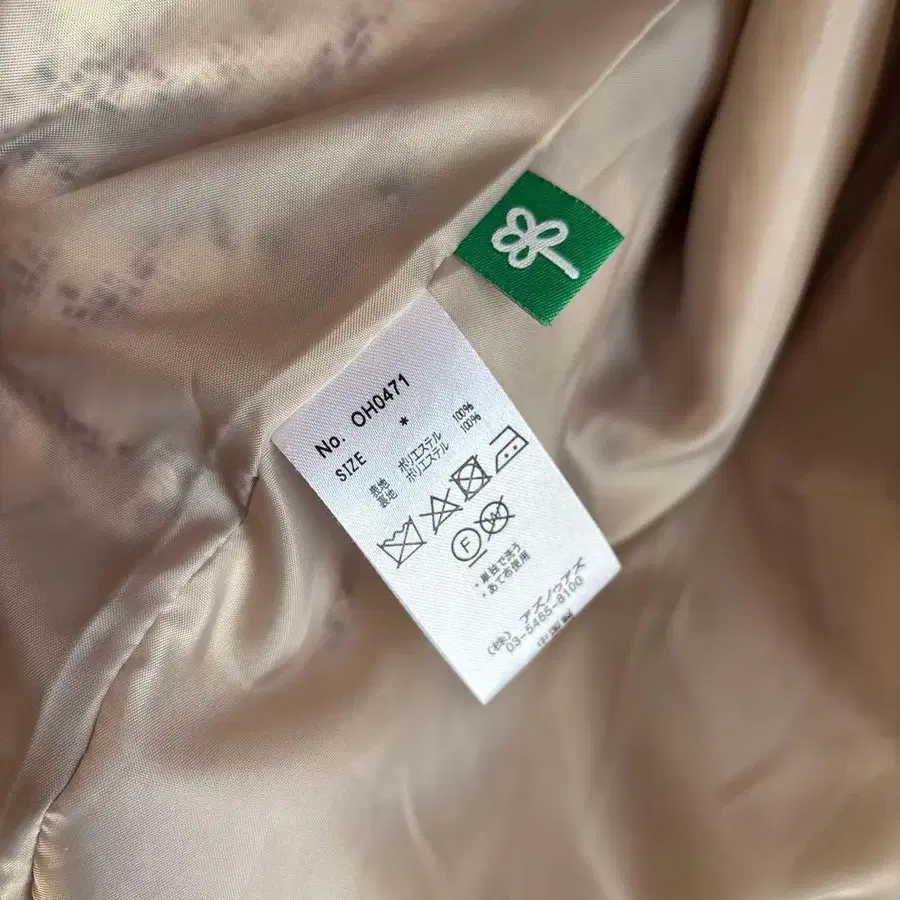 No. OH0471
SIZE *
表地 ポリエステル 100%
裏地 ポリエステル 100%
F W
・単独で洗う
・あて布使用
(株) アズノゥアズ
03-5465-8100
中国製